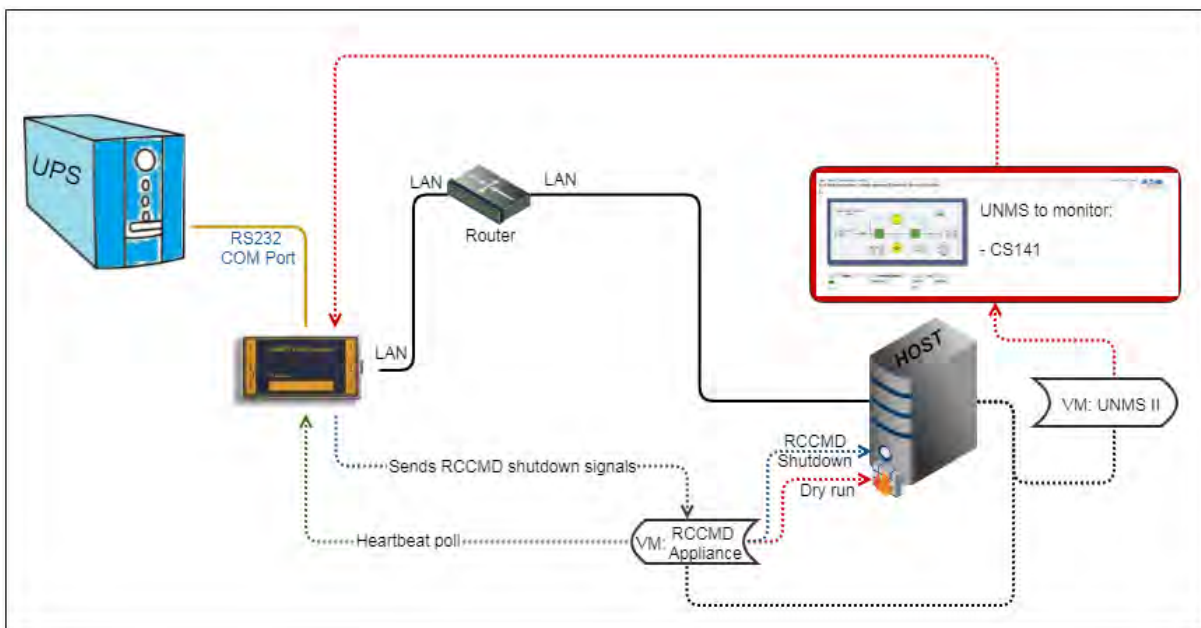 UPS
RS232
COM Port
LAN
LAN
LAN
Router
UNMS to monitor:
- CS141
HOST
VM: UNMS II
RCCMD
Shutdown
Dry run
Sends RCCMD shutdown signals
Heartbeat poll
VM: RCCMD
Appliance